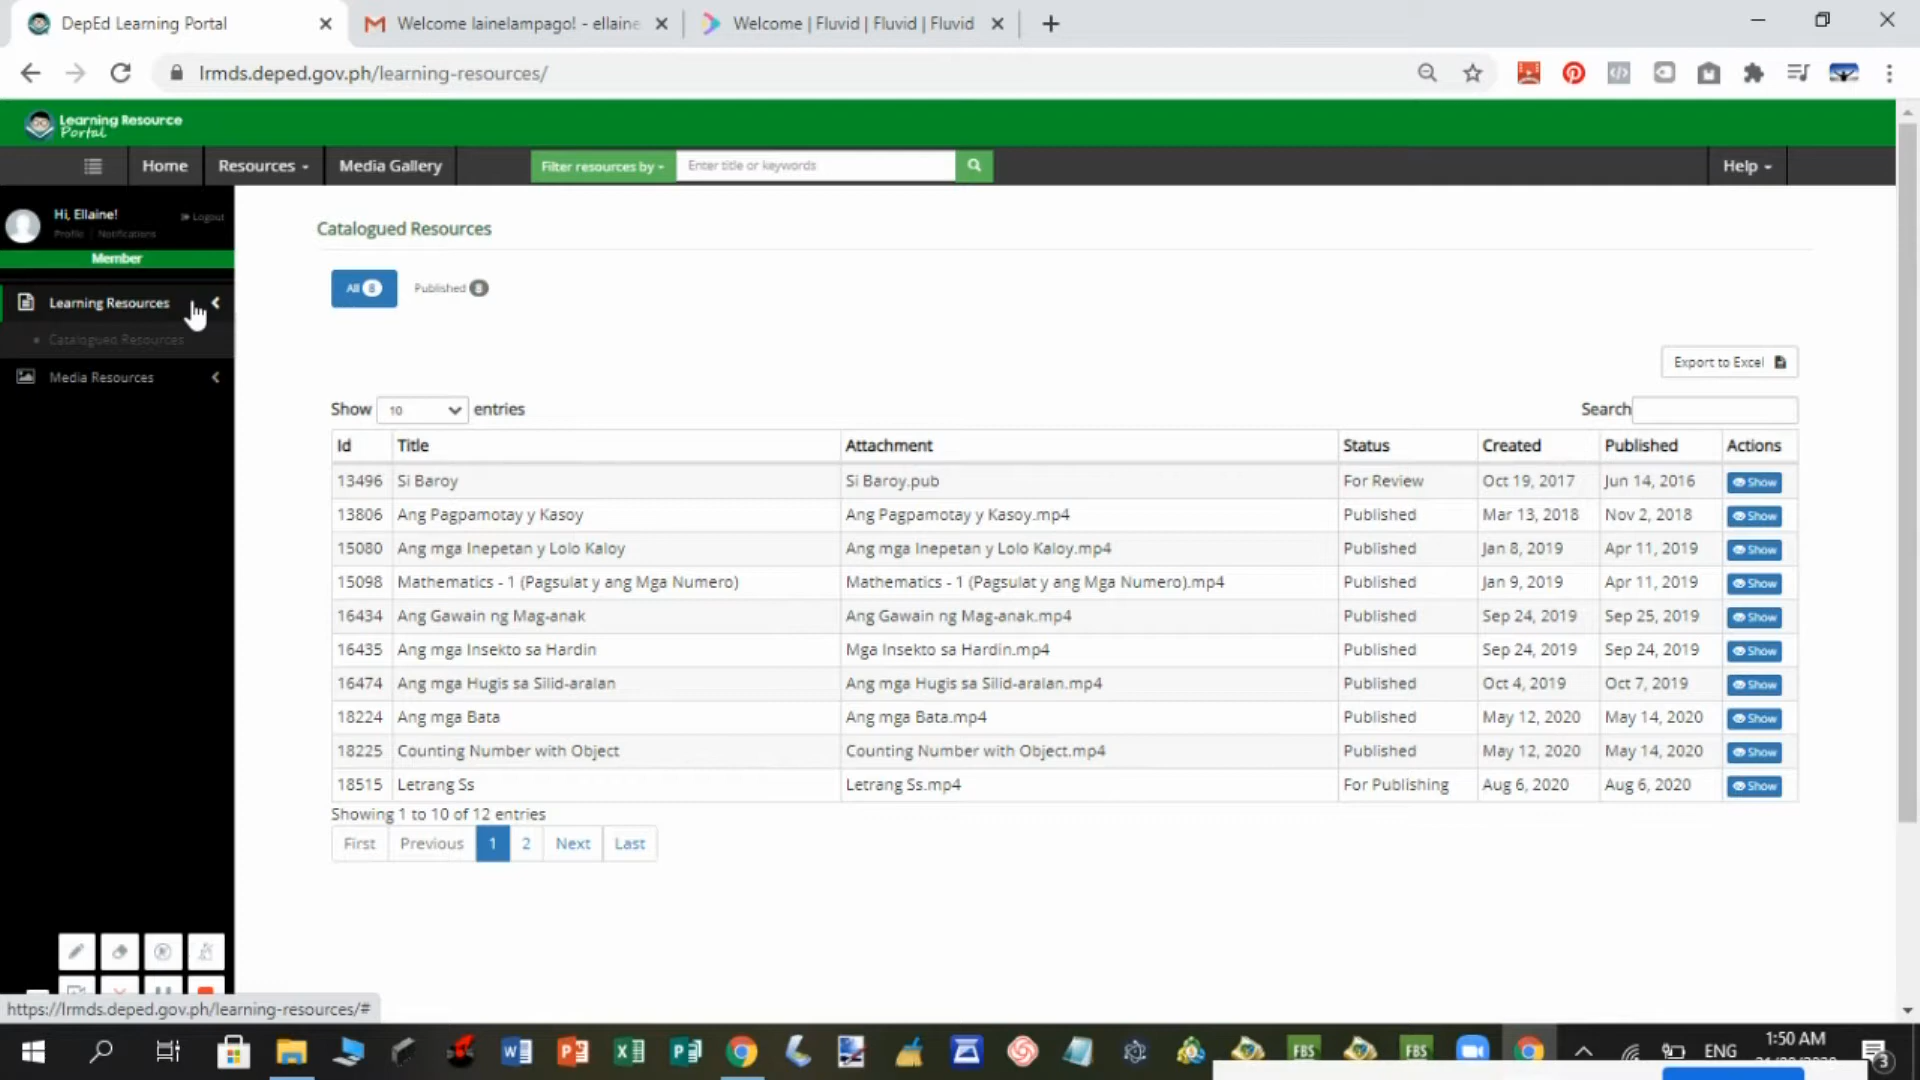 DepEd Learning Portal
Welcome lainelampago! - ellaine
Welcome | Fluvid | Fluvid | Fluvid
lrmds.deped.gov.ph/learning-resources/
Learning Resource
Portal
Home Resources Media Gallery Filter resources by Enter title or keywords Help
Hi, Ellaine! Logout
Profile Notifications
Member
Learning Resources
Catalogued Resources
Media Resources
Catalogued Resources
All 8 Published 8
Export to Excel
Show 10 entries Search
Id Title Attachment Status Created Published Actions
13496 Si Baroy Si Baroy.pub For Review Oct 19, 2017 Jun 14, 2016 Show
13806 Ang Pagpamotay y Kasoy Ang Pagpamotay y Kasoy.mp4 Published Mar 13, 2018 Nov 2, 2018 Show
15080 Ang mga Inepetan y Lolo Kaloy Ang mga Inepetan y Lolo Kaloy.mp4 Published Jan 8, 2019 Apr 11, 2019 Show
15098 Mathematics - 1 (Pagsulat y ang Mga Numero) Mathematics - 1 (Pagsulat y ang Mga Numero).mp4 Published Jan 9, 2019 Apr 11, 2019 Show
16434 Ang Gawain ng Mag-anak Ang Gawain ng Mag-anak.mp4 Published Sep 24, 2019 Sep 25, 2019 Show
16435 Ang mga Insekto sa Hardin Mga Insekto sa Hardin.mp4 Published Sep 24, 2019 Sep 24, 2019 Show
16474 Ang mga Hugis sa Silid-aralan Ang mga Hugis sa Silid-aralan.mp4 Published Oct 4, 2019 Oct 7, 2019 Show
18224 Ang mga Bata Ang mga Bata.mp4 Published May 12, 2020 May 14, 2020 Show
18225 Counting Number with Object Counting Number with Object.mp4 Published May 12, 2020 May 14, 2020 Show
18515 Letrang Ss Letrang Ss.mp4 For Publishing Aug 6, 2020 Aug 6, 2020 Show
Showing 1 to 10 of 12 entries
First Previous 1 2 Next Last
https://lrmds.deped.gov.ph/learning-resources/#
FBS FBS ENG 1:50 AM 3